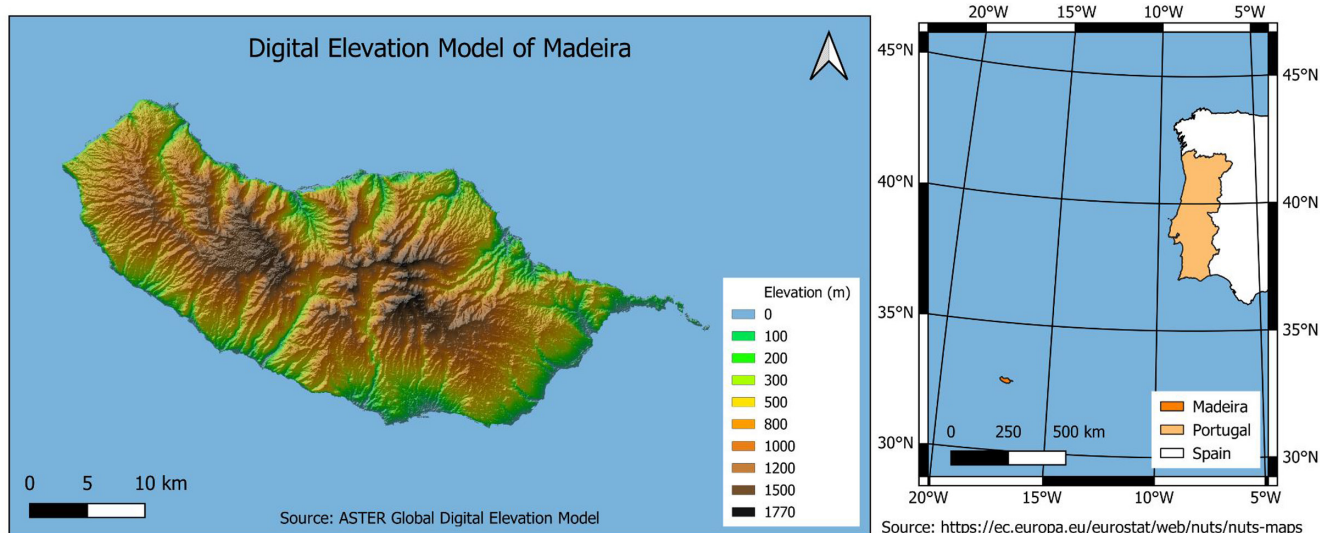 Digital Elevation Model of Madeira
Elevation (m)
0
100
200
300
500
800
1000
1200
1500
1770
0 5 10 km
Source: ASTER Global Digital Elevation Model
20°W 15°W 10°W 5°W
45°N 45°N
40°N 40°N
35°N 35°N
30°N 30°N
Madeira
Portugal
Spain
0 250 500 km
20°W 15°W 10°W 5°W
Source: https://ec.europa.eu/eurostat/web/nuts/nuts-maps